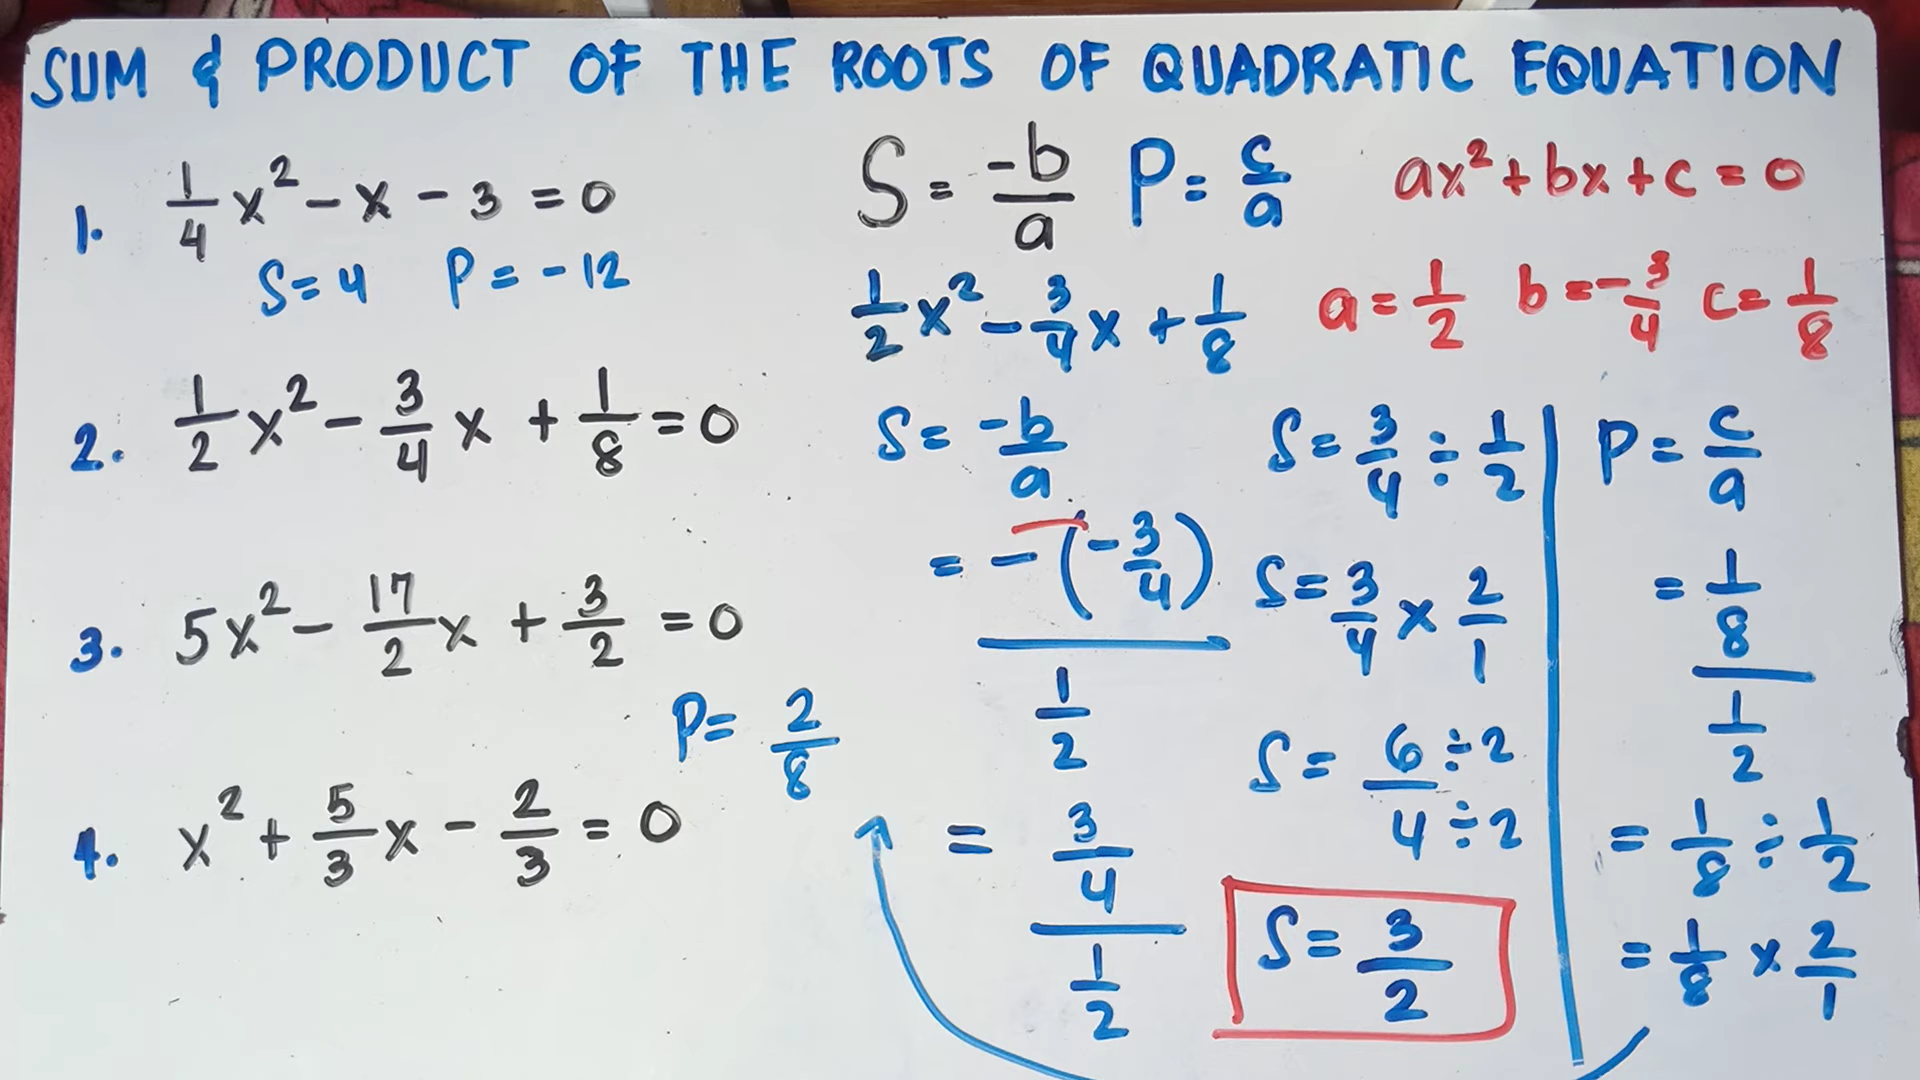 SUM & PRODUCT OF THE ROOTS OF QUADRATIC EQUATION
1. 1/4 x² - x - 3 = 0
S = 4 P = -12
2. 1/2 x² - 3/4 x + 1/8 = 0
3. 5x² - 17/2 x + 3/2 = 0
P = 2/8
4. x² + 5/3 x - 2/3 = 0
S = -b/a P = c/a ax² + bx + c = 0
1/2 x² - 3/4 x + 1/8 a = 1/2 b = -3/4 c = 1/8
S = -b/a
= -(-3/4) / (1/2)
= (3/4) / (1/2)
S = 3/4 ÷ 1/2
S = 3/4 × 2/1
S = 6 ÷ 2 / 4 ÷ 2
S = 3/2
P = c/a
= (1/8) / (1/2)
= 1/8 ÷ 1/2
= 1/8 × 2/1